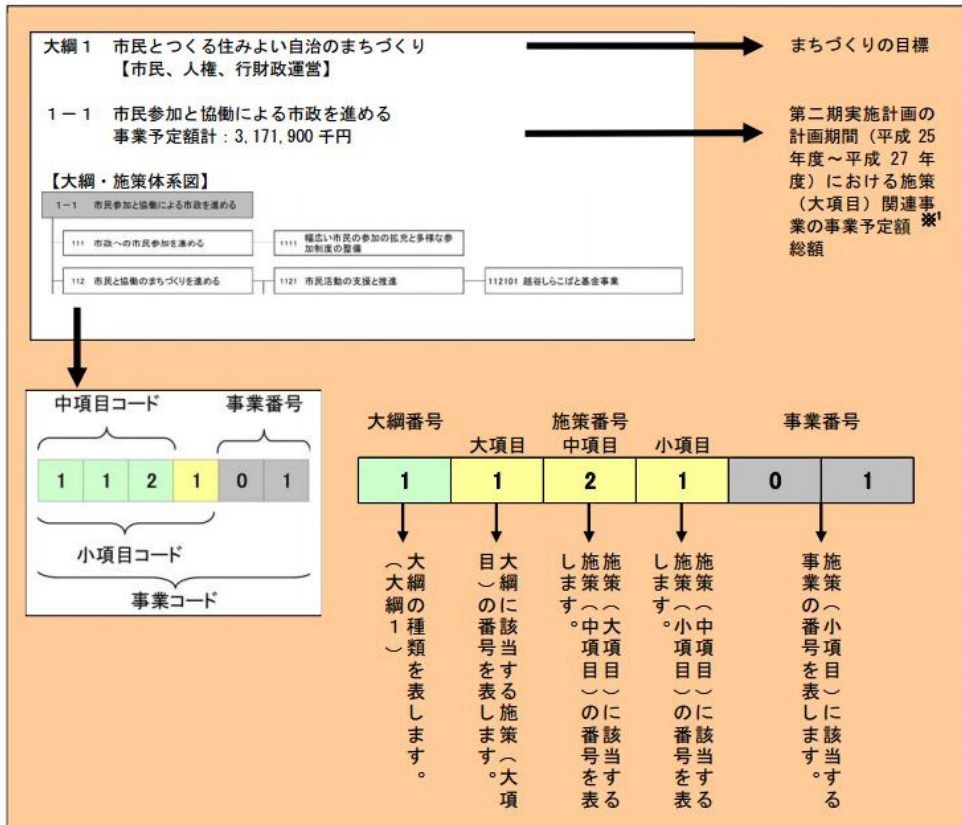 大綱1 市民とつくる住みよい自治のまちづくり
【市民、人権、行財政運営】
まちづくりの目標
1－1 市民参加と協働による市政を進める
事業予定額計：3,171,900千円
第二期実施計画の
計画期間（平成 25
年度～平成 27 年
度）における施策
（大項目）関連事
業の事業予定額 ※1
総額
【大綱・施策体系図】
1-1 市民参加と協働による市政を進める
111 市政への市民参加を進める
1111 幅広い市民の参加の拡充と多様な参
加制度の整備
112 市民と協働のまちづくりを進める
1121 市民活動の支援と推進
112101 越谷しらこばと基金事業
中項目コード 事業番号
1 1 2 1 0 1
小項目コード
事業コード
大綱番号 施策番号 事業番号
大項目 中項目 小項目
1 1 2 1 0 1
大綱の種類を表します。
（大綱1）
大綱に該当する施策（大項
目）の番号を表します。
施策（大項目）に該当する
施策（中項目）の番号を表
します。
施策（中項目）に該当する
施策（小項目）の番号を表
します。
施策（小項目）に該当する
事業の番号を表します。